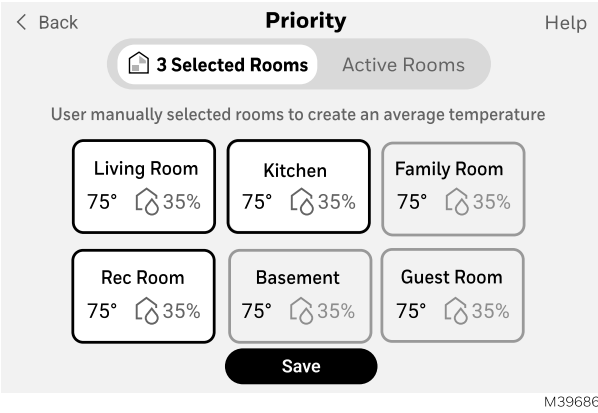 Back Priority Help
3 Selected Rooms Active Rooms
User manually selected rooms to create an average temperature
Living Room Kitchen Family Room
75° 35% 75° 35% 75° 35%
Rec Room Basement Guest Room
75° 35% 75° 35% 75° 35%
Save
M39686